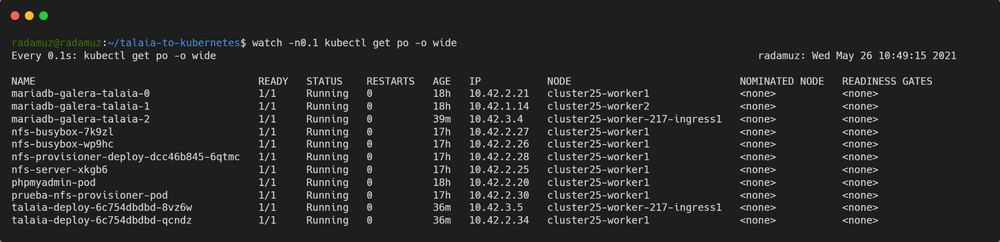 radamuz@radamuz:~/talaia-to-kubernetes$ watch -n0.1 kubectl get po -o wide
Every 0.1s: kubectl get po -o wide radamuz: Wed May 26 10:49:15 2021
NAME READY STATUS RESTARTS AGE IP NODE NOMINATED NODE READINESS GATES
mariadb-galera-talaia-0 1/1 Running 0 18h 10.42.2.21 cluster25-worker1 <none> <none>
mariadb-galera-talaia-1 1/1 Running 0 18h 10.42.1.14 cluster25-worker2 <none> <none>
mariadb-galera-talaia-2 1/1 Running 0 39m 10.42.3.4 cluster25-worker-217-ingress1 <none> <none>
nfs-busybox-7k9zl 1/1 Running 0 17h 10.42.2.27 cluster25-worker1 <none> <none>
nfs-busybox-wp9hc 1/1 Running 0 17h 10.42.2.26 cluster25-worker1 <none> <none>
nfs-provisioner-deploy-dcc46b845-6qtmc 1/1 Running 0 17h 10.42.2.28 cluster25-worker1 <none> <none>
nfs-server-xkgb6 1/1 Running 0 17h 10.42.2.25 cluster25-worker1 <none> <none>
phpmyadmin-pod 1/1 Running 0 18h 10.42.2.20 cluster25-worker1 <none> <none>
prueba-nfs-provisioner-pod 1/1 Running 0 17h 10.42.2.30 cluster25-worker1 <none> <none>
talaia-deploy-6c754dbdbd-8vz6w 1/1 Running 0 36m 10.42.3.5 cluster25-worker-217-ingress1 <none> <none>
talaia-deploy-6c754dbdbd-qcndz 1/1 Running 0 36m 10.42.2.34 cluster25-worker1 <none> <none>